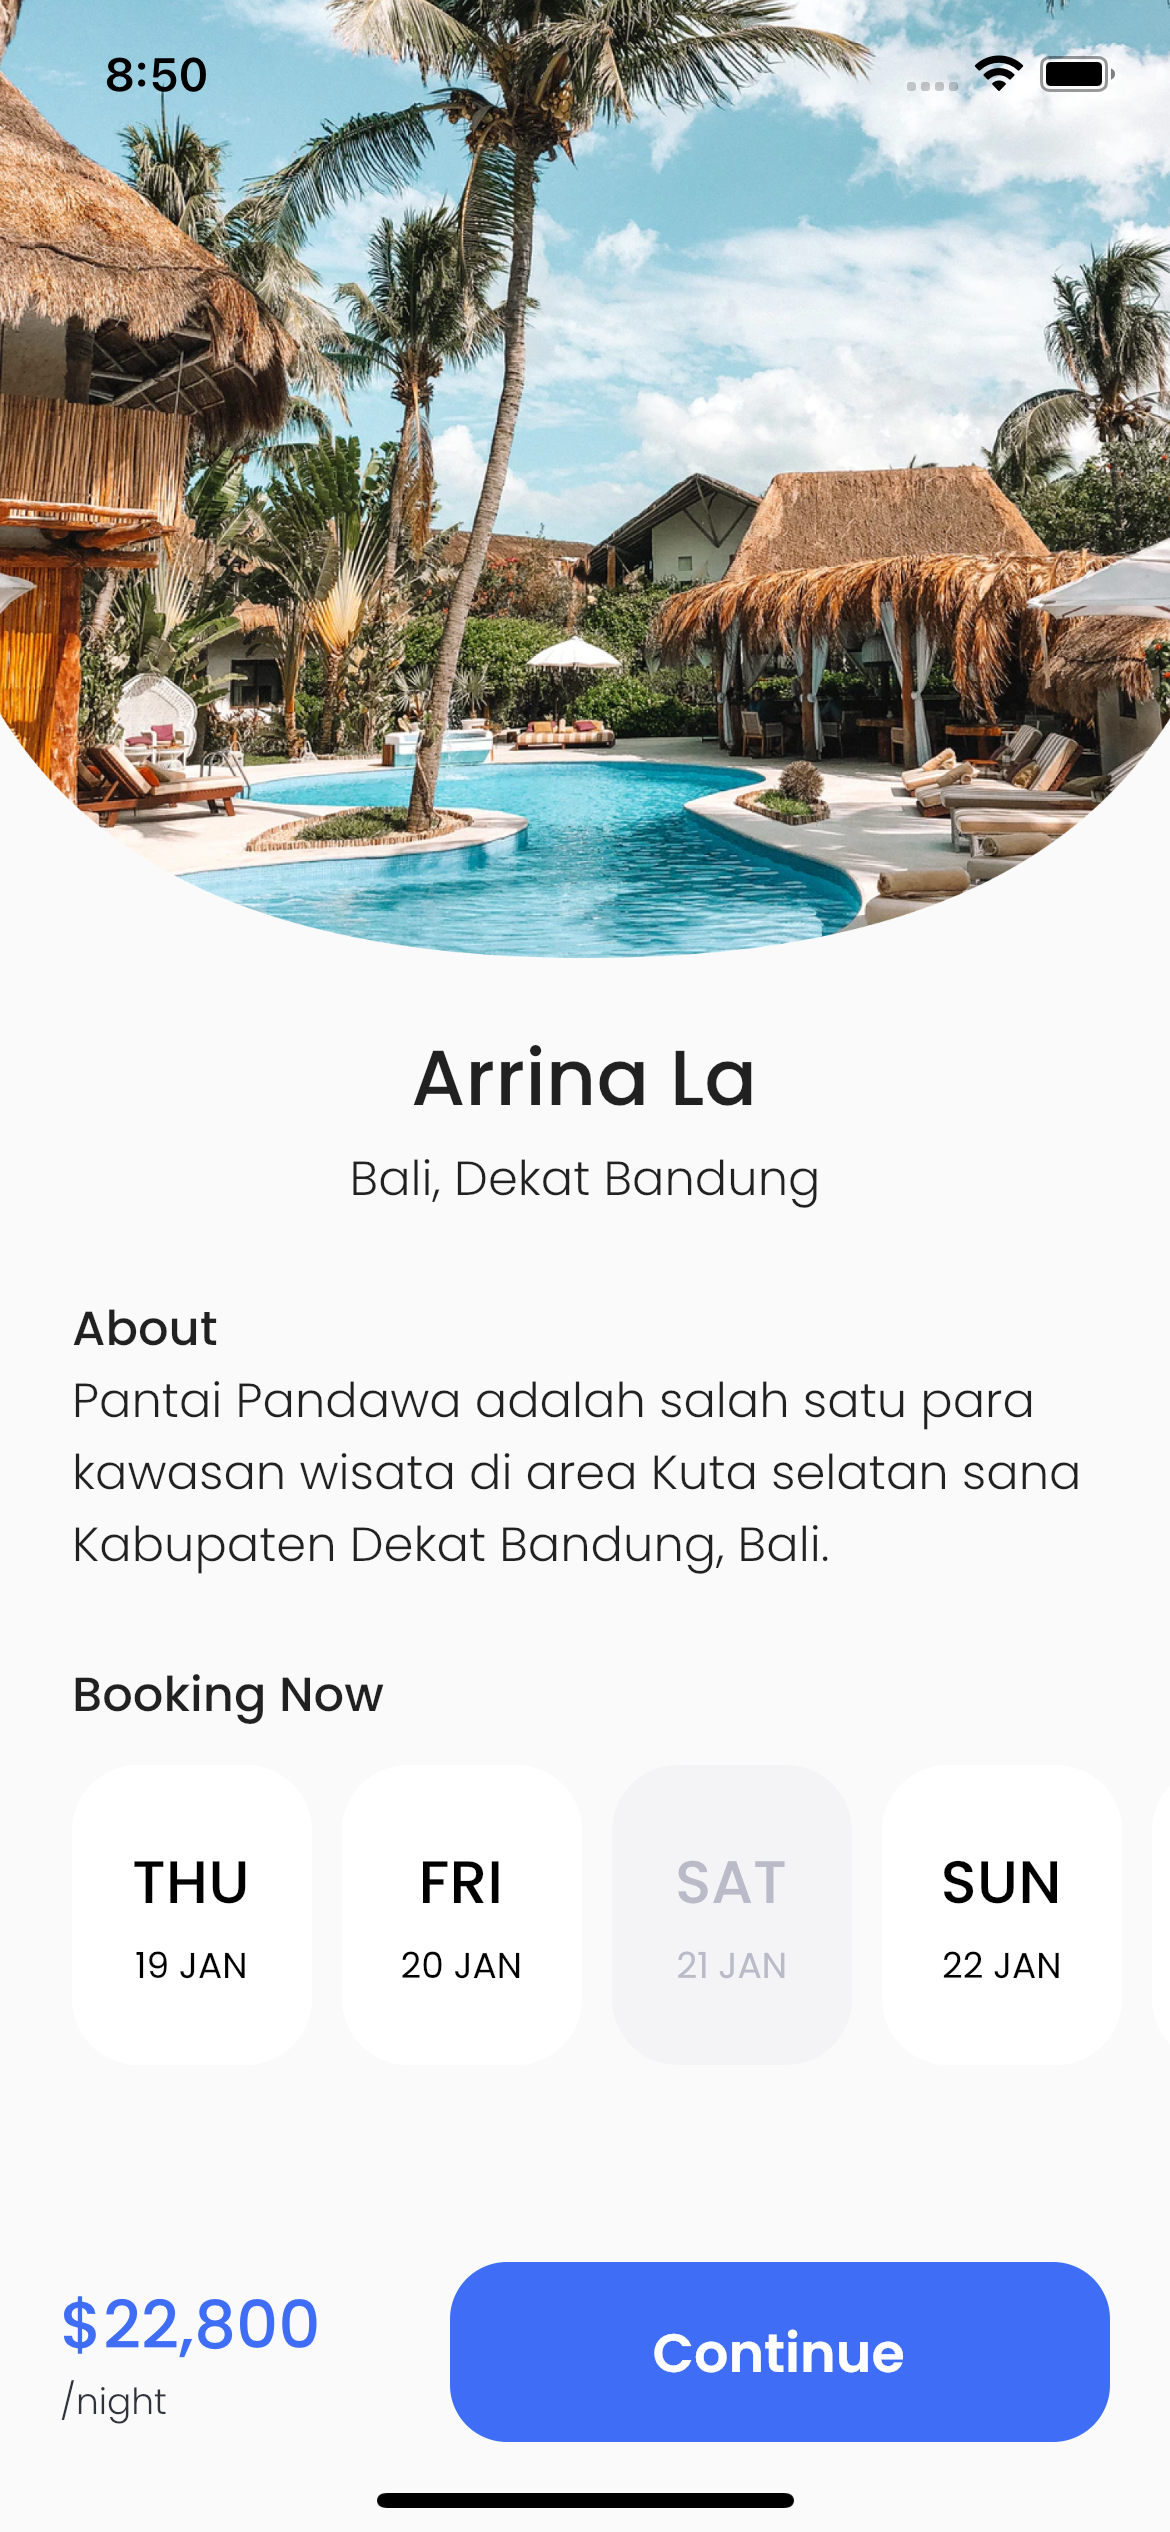 8:50
Arrina La
Bali, Dekat Bandung
About
Pantai Pandawa adalah salah satu para
kawasan wisata di area Kuta selatan sana
Kabupaten Dekat Bandung, Bali.
Booking Now
THU
19 JAN
FRI
20 JAN
SAT
21 JAN
SUN
22 JAN
$22,800
/night
Continue